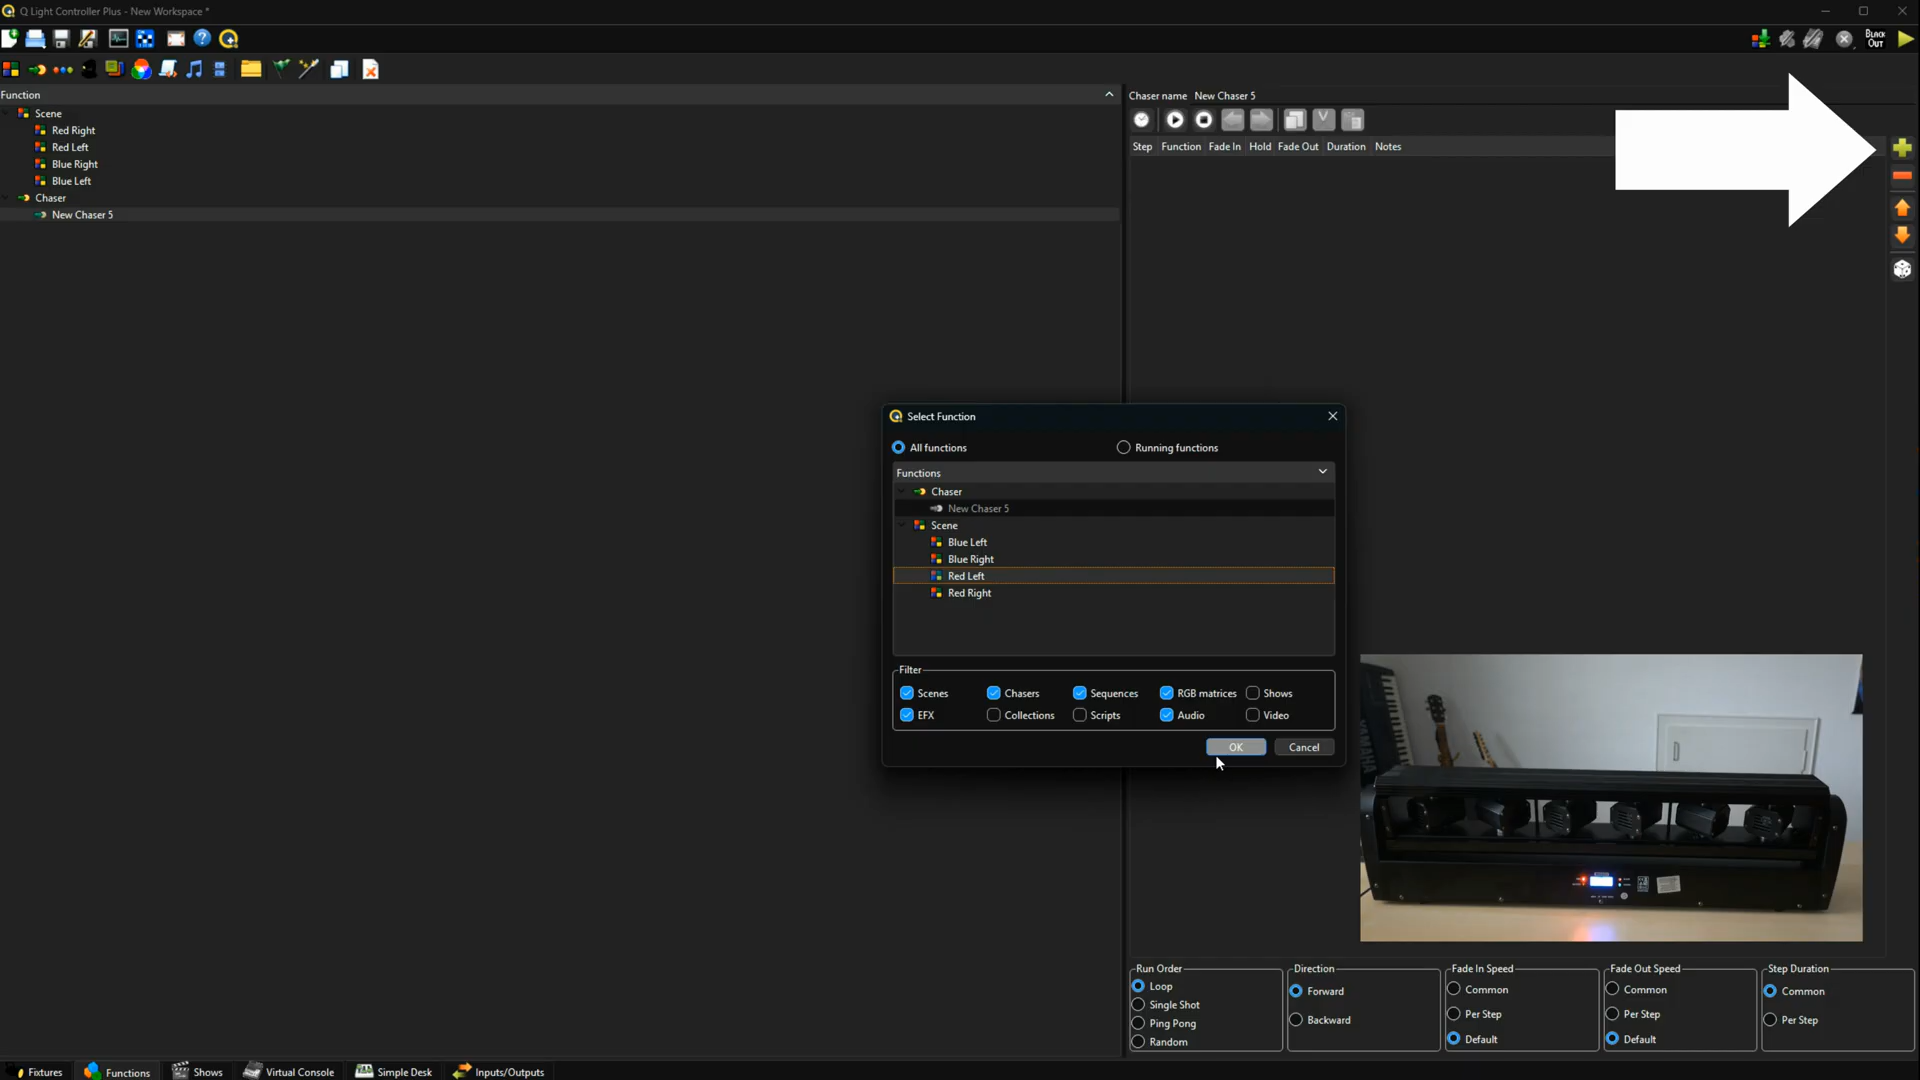 Q Light Controller Plus - New Workspace *
BLACK
OUT
Function
Scene
Red Right
Red Left
Blue Right
Blue Left
Chaser
New Chaser 5
Chaser name New Chaser 5
Step Function Fade In Hold Fade Out Duration Notes
Select Function
All functions Running functions
Functions
Chaser
New Chaser 5
Scene
Blue Left
Blue Right
Red Left
Red Right
Filter
Scenes Chasers Sequences RGB matrices Shows
EFX Collections Scripts Audio Video
OK Cancel
YAMAHA
Run Order Direction Fade In Speed Fade Out Speed Step Duration
Loop Forward Common Common Common
Single Shot Per Step Per Step
Ping Pong Backward Default Default Per Step
Random
Fixtures Functions Shows Virtual Console Simple Desk Inputs/Outputs